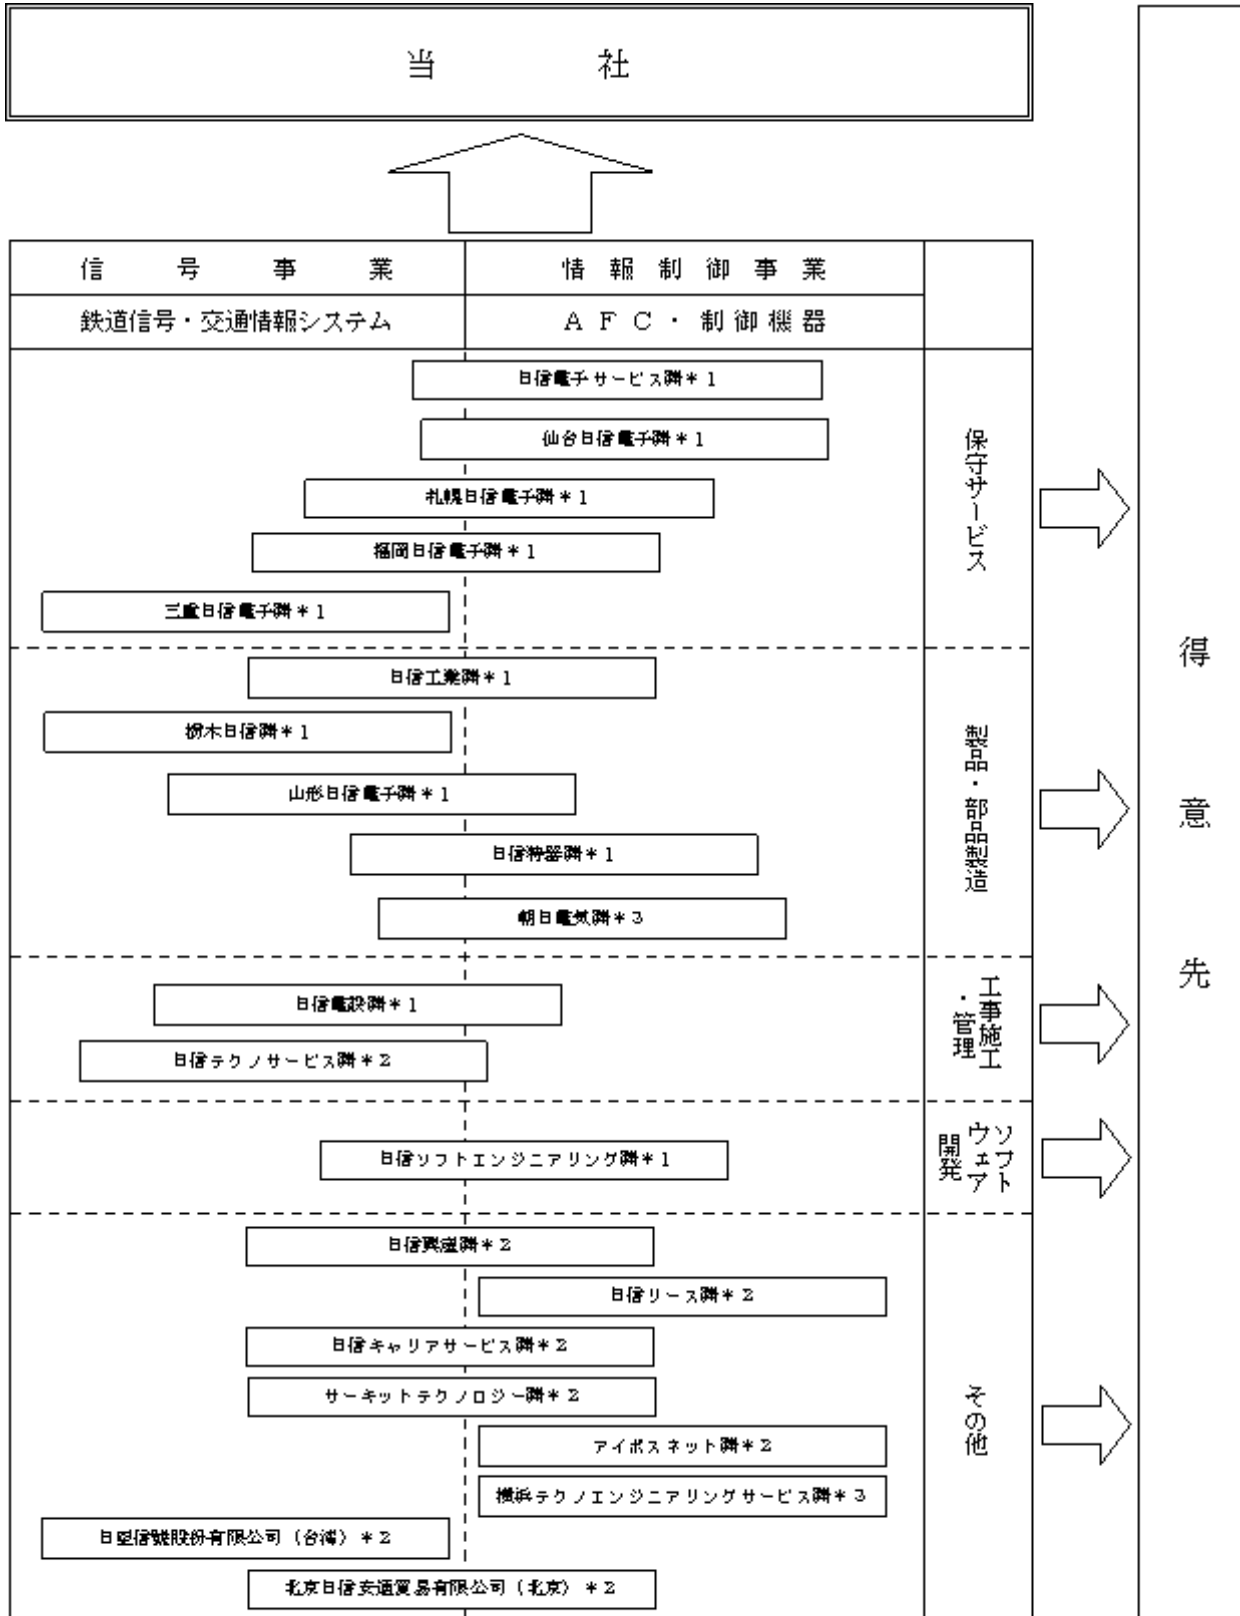 当社
信号事業
情報制御事業
鉄道信号・交通情報システム
ＡＦＣ・制御機器
日信電子サービス㈱＊1
仙台日信電子㈱＊1
札幌日信電子㈱＊1
福岡日信電子㈱＊1
三重日信電子㈱＊1
保守サービス
日信工業㈱＊1
栃木日信㈱＊1
山形日信電子㈱＊1
日信特器㈱＊1
朝日電気㈱＊3
製品・部品製造
日信電設㈱＊1
日信テクノサービス㈱＊2
工事施工
・管理
日信ソフトエンジニアリング㈱＊1
ソフト
ウェア
開発
日信興産㈱＊2
日信リース㈱＊2
日信キャリアサービス㈱＊2
サーキットテクノロジー㈱＊2
アイポスネット㈱＊2
横浜テクノエンジニアリングサービス㈱＊3
日塑信號股份有限公司（台湾）＊2
北京日信安通貿易有限公司（北京）＊2
その他
得意先